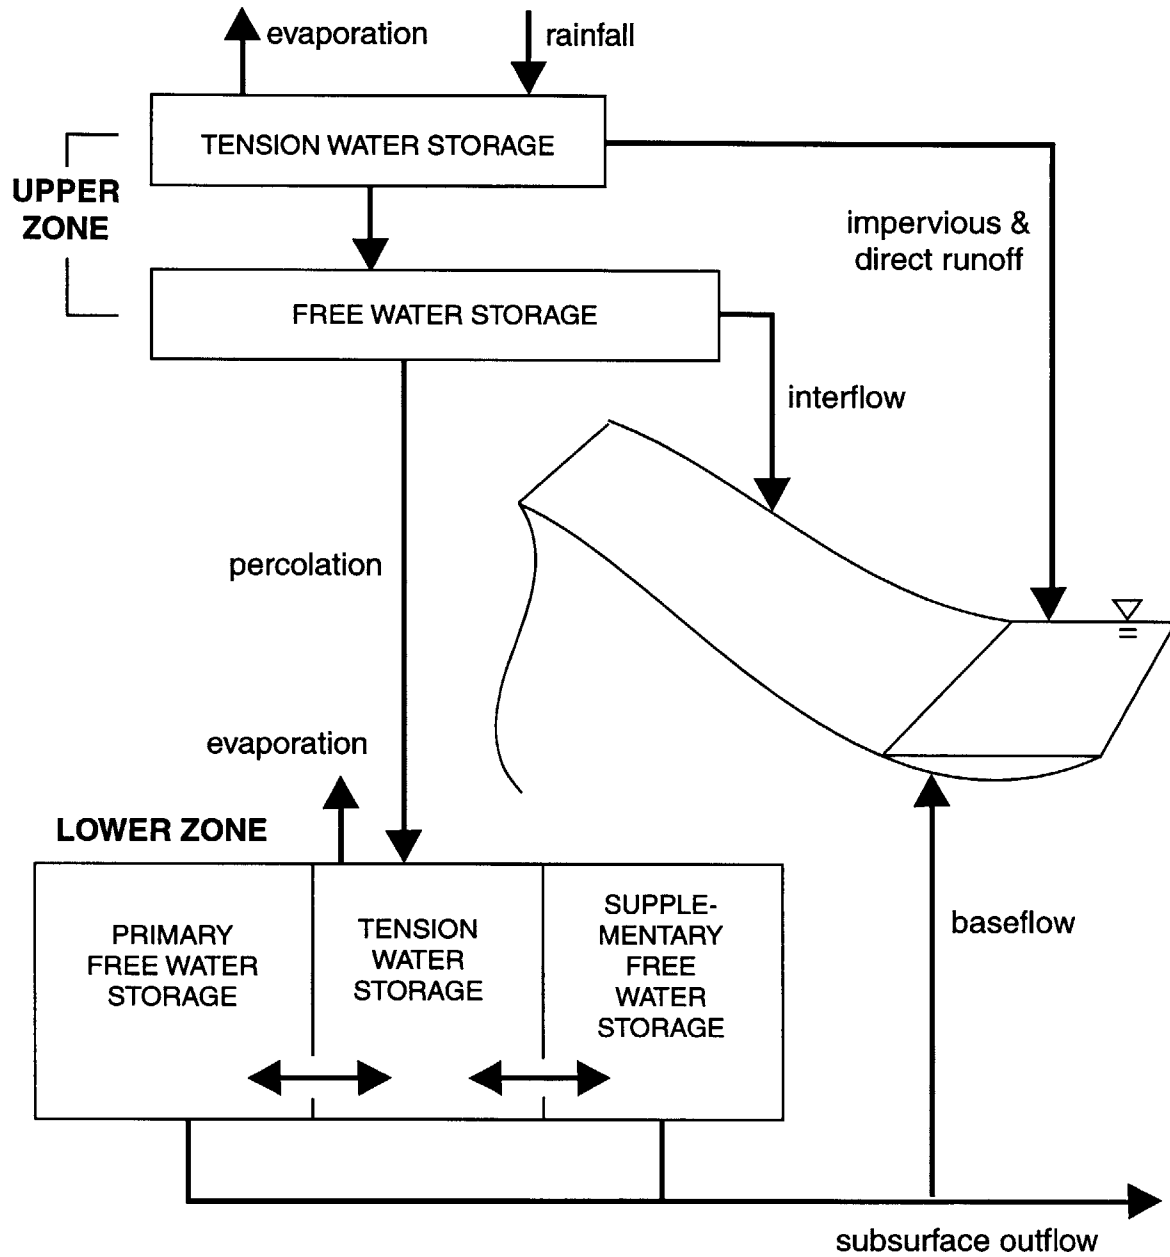 evaporation
rainfall
TENSION WATER STORAGE
UPPER
ZONE
impervious &
direct runoff
FREE WATER STORAGE
interflow
percolation
evaporation
LOWER ZONE
PRIMARY
FREE WATER
STORAGE
TENSION
WATER
STORAGE
SUPPLE-
MENTARY
FREE
WATER
STORAGE
baseflow
subsurface outflow